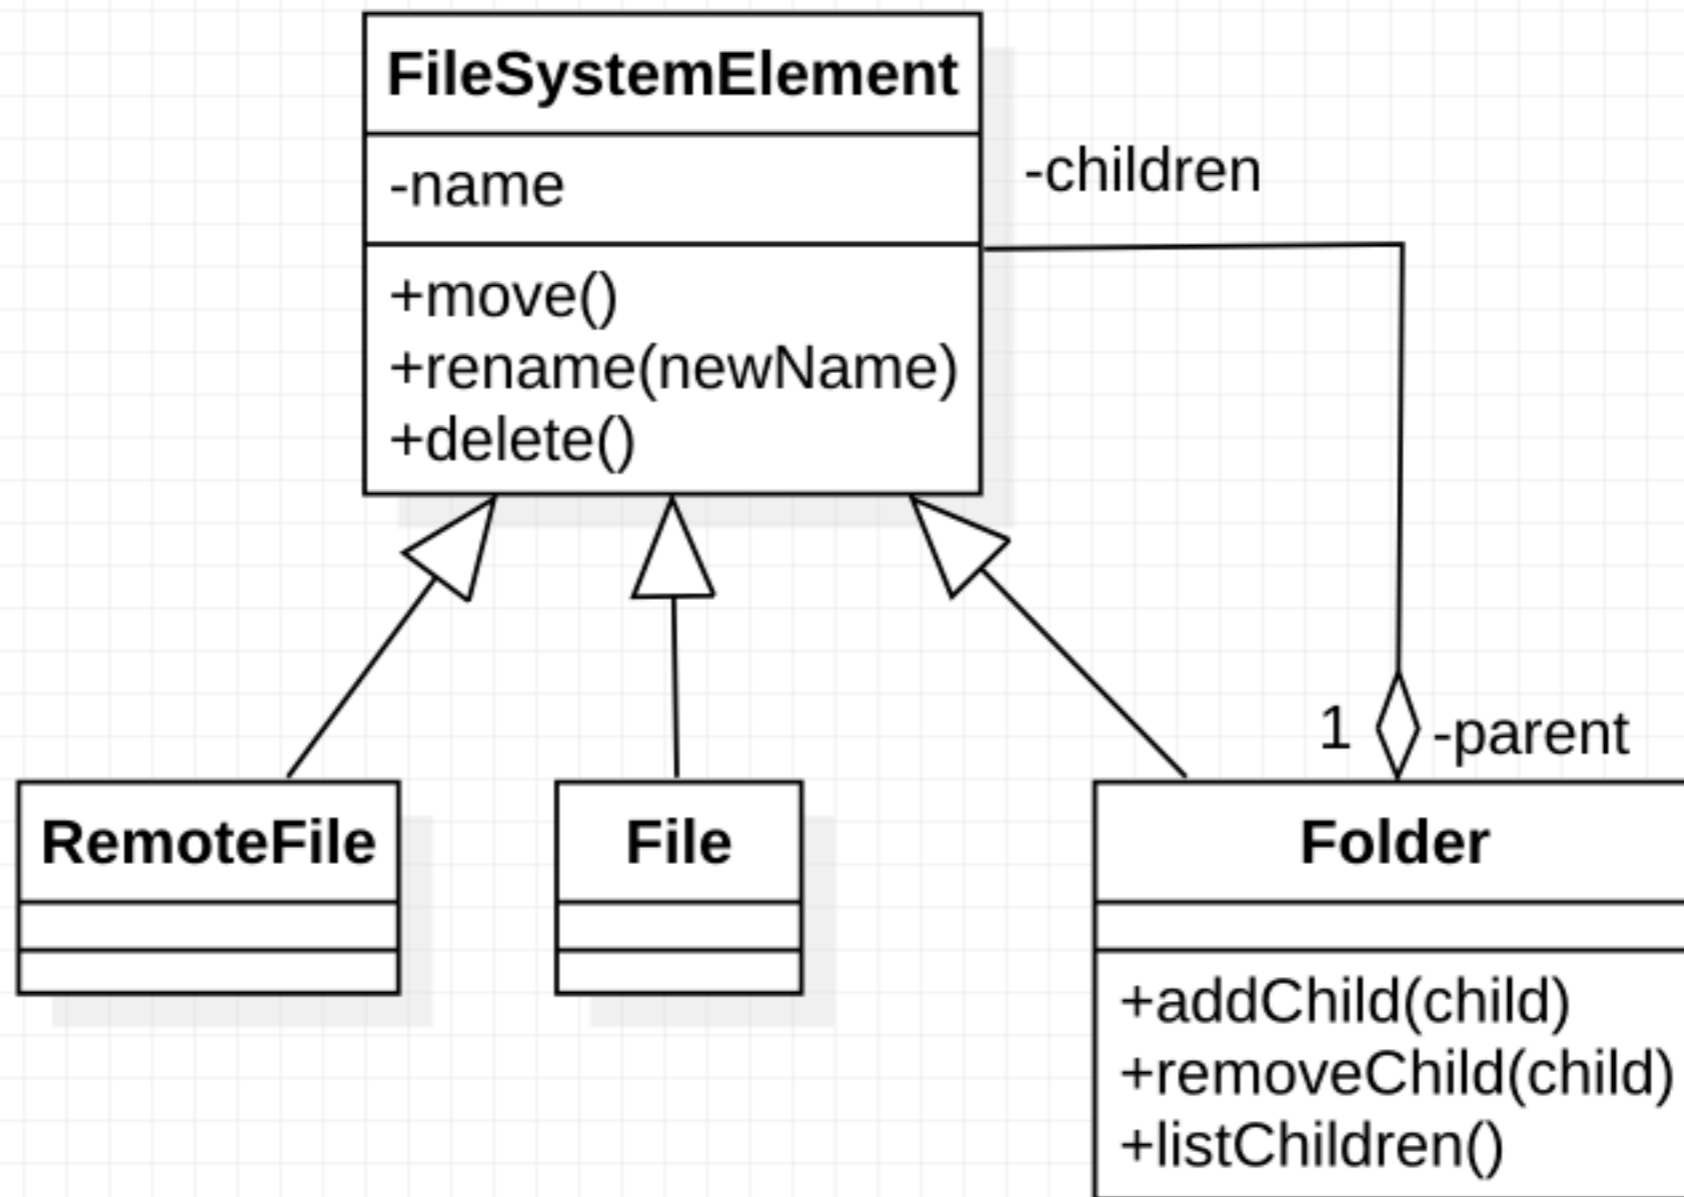 FileSystemElement
-name
-children
+move()
+rename(newName)
+delete()
1
-parent
RemoteFile
File
Folder
+addChild(child)
+removeChild(child)
+listChildren()